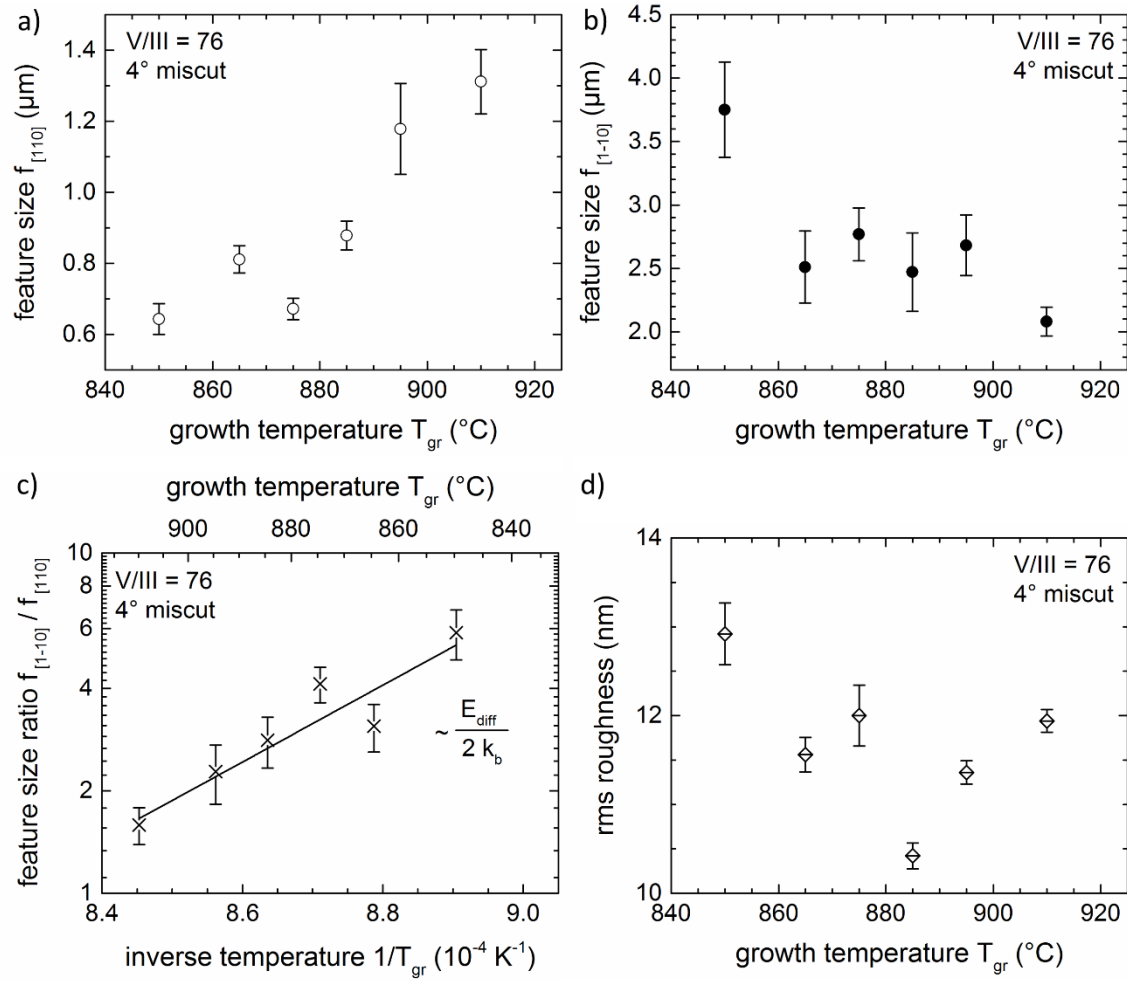 a)
V/III = 76
4° miscut
1.4
1.2
1.0
0.8
0.6
feature size f[110] (µm)
840 860 880 900 920
growth temperature Tgr (°C)
b)
V/III = 76
4° miscut
4.5
4.0
3.5
3.0
2.5
2.0
feature size f[1-10] (µm)
840 860 880 900 920
growth temperature Tgr (°C)
c)
growth temperature Tgr (°C)
900 880 860 840
V/III = 76
4° miscut
10
8
6
4
2
1
feature size ratio f[1-10] / f[110]
~ Ediff
2 kb
8.4 8.6 8.8 9.0
inverse temperature 1/Tgr (10-4 K-1)
d)
V/III = 76
4° miscut
14
13
12
11
10
rms roughness (nm)
840 860 880 900 920
growth temperature Tgr (°C)